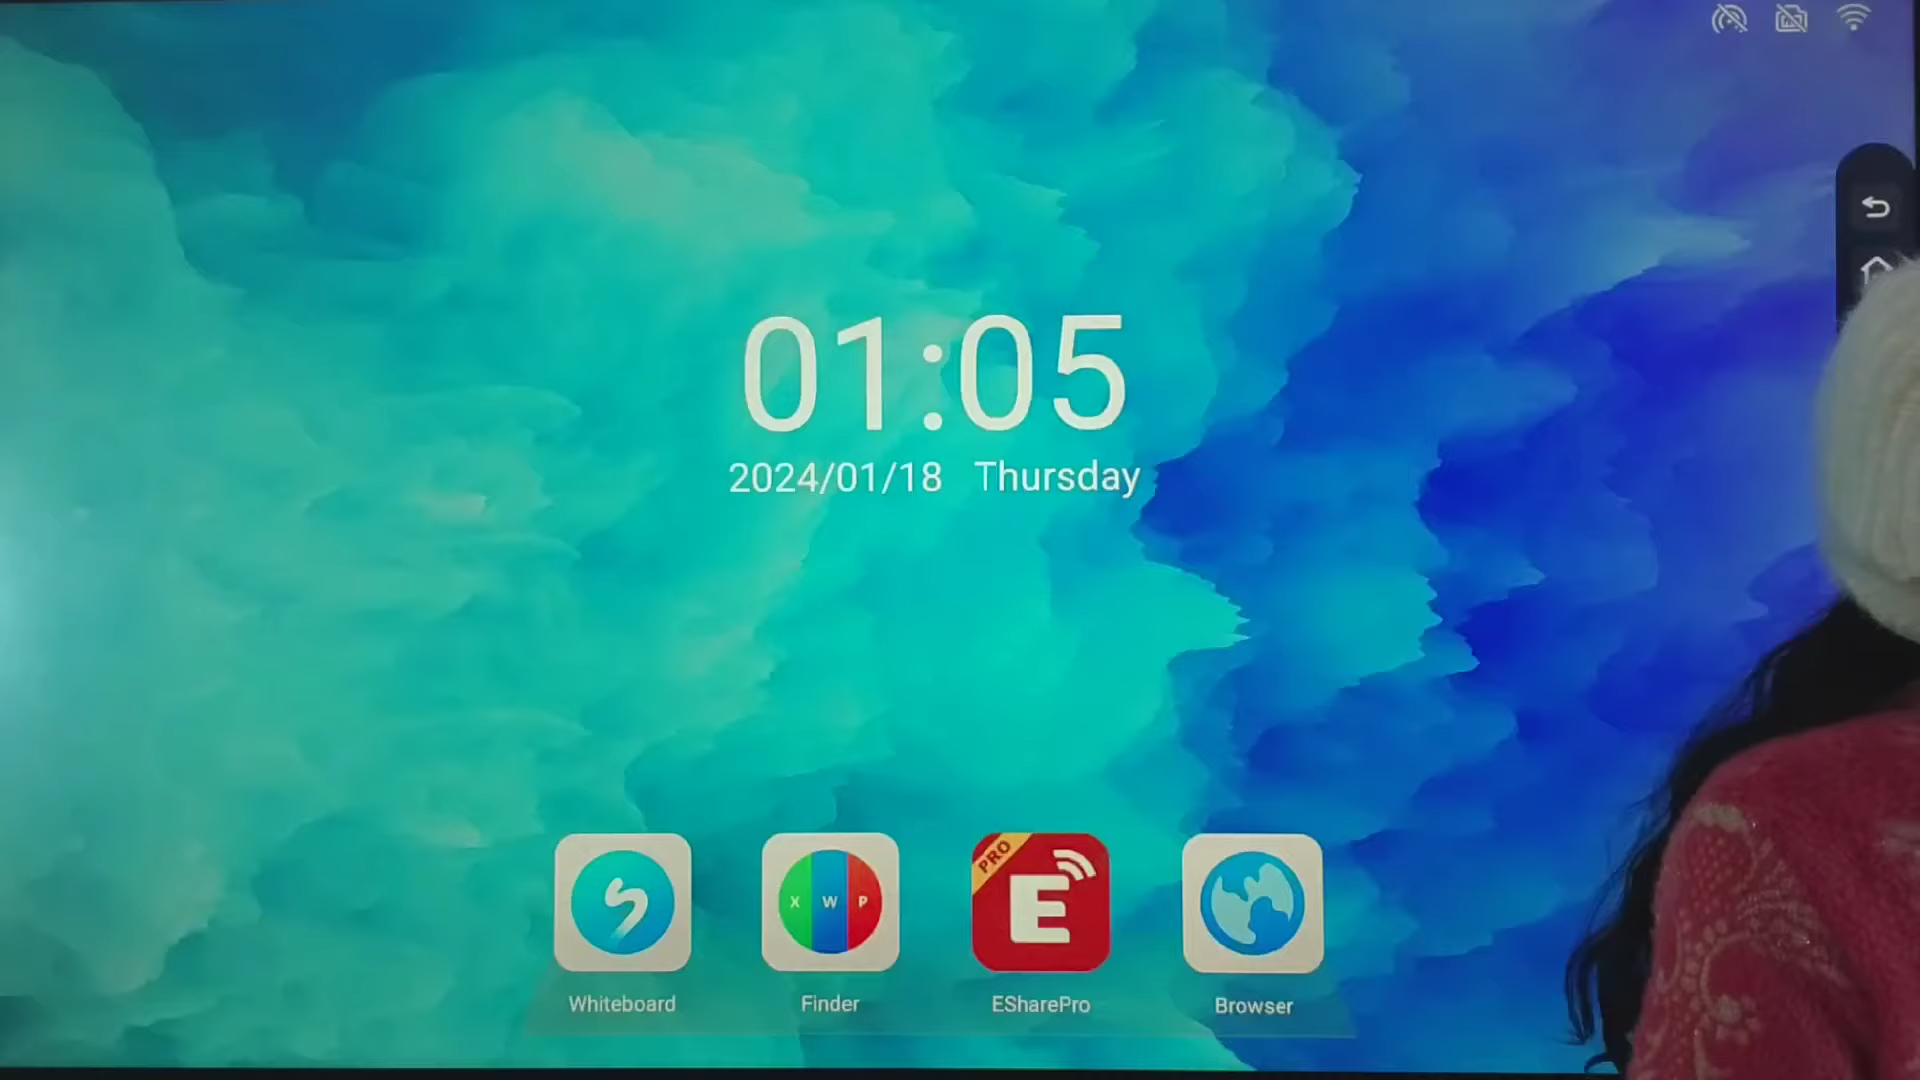 01:05
2024/01/18 Thursday
PRO
E
X W P
Whiteboard
Finder
ESharePro
Browser